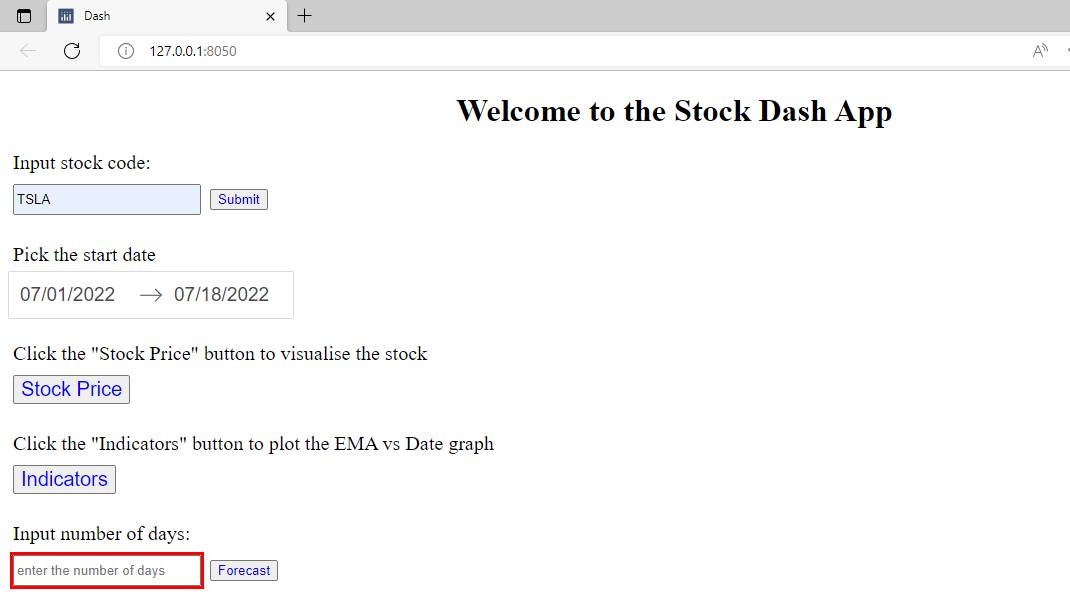 Dash
127.0.0.1:8050
Welcome to the Stock Dash App
Input stock code:
TSLA Submit
Pick the start date
07/01/2022 → 07/18/2022
Click the "Stock Price" button to visualise the stock
Stock Price
Click the "Indicators" button to plot the EMA vs Date graph
Indicators
Input number of days:
enter the number of days Forecast